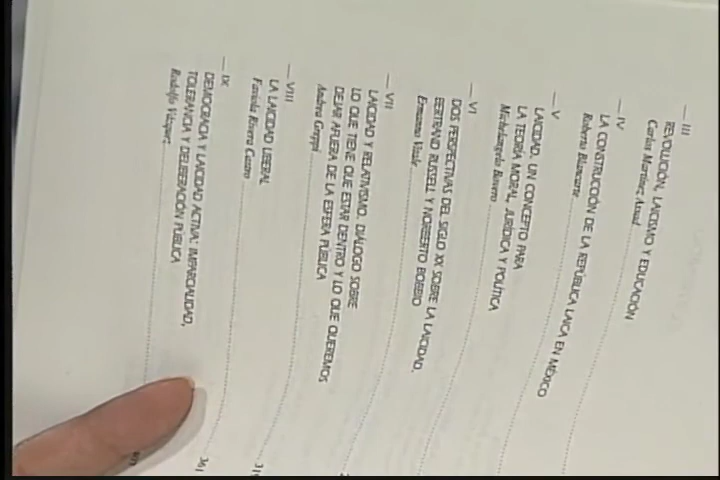 — III
REVOLUCIÓN, LAICISMO Y EDUCACIÓN
Carlos Martínez Assad
— IV
LA CONSTRUCCIÓN DE LA REPÚBLICA LAICA EN MÉXICO
Roberto Blancarte
— V
LAICIDAD, UN CONCEPTO PARA
LA TEORÍA MORAL, JURÍDICA Y POLÍTICA
Michelangelo Bovero
— VI
DOS PERSPECTIVAS DEL SIGLO XX SOBRE LA LAICIDAD.
BERTRAND RUSSELL Y NORBERTO BOBBIO
Ermanno Vitale
— VII
LAICIDAD Y RELATIVISMO. DIÁLOGO SOBRE
LO QUE TIENE QUE ESTAR DENTRO Y LO QUE QUEREMOS
DEJAR AFUERA DE LA ESFERA PÚBLICA
Andrea Greppi
— VIII
LA LAICIDAD LIBERAL
Faviola Rivera Castro
— IX
DEMOCRACIA Y LAICIDAD ACTIVA: IMPARCIALIDAD,
TOLERANCIA Y DELIBERACIÓN PÚBLICA
Rodolfo Vázquez